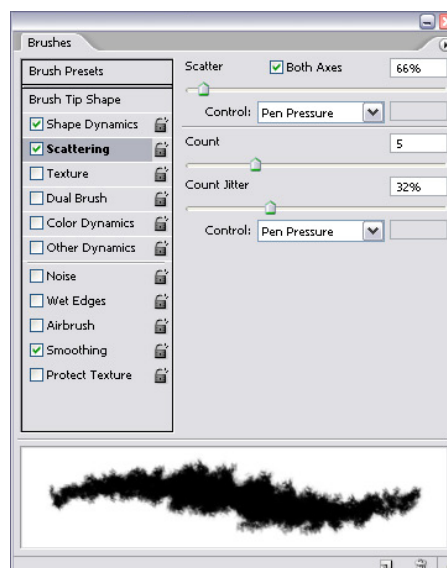 Brushes
Brush Presets
Brush Tip Shape
Shape Dynamics
Scattering
Texture
Dual Brush
Color Dynamics
Other Dynamics
Noise
Wet Edges
Airbrush
Smoothing
Protect Texture
Scatter Both Axes 66%
Control: Pen Pressure
Count 5
Count Jitter 32%
Control: Pen Pressure